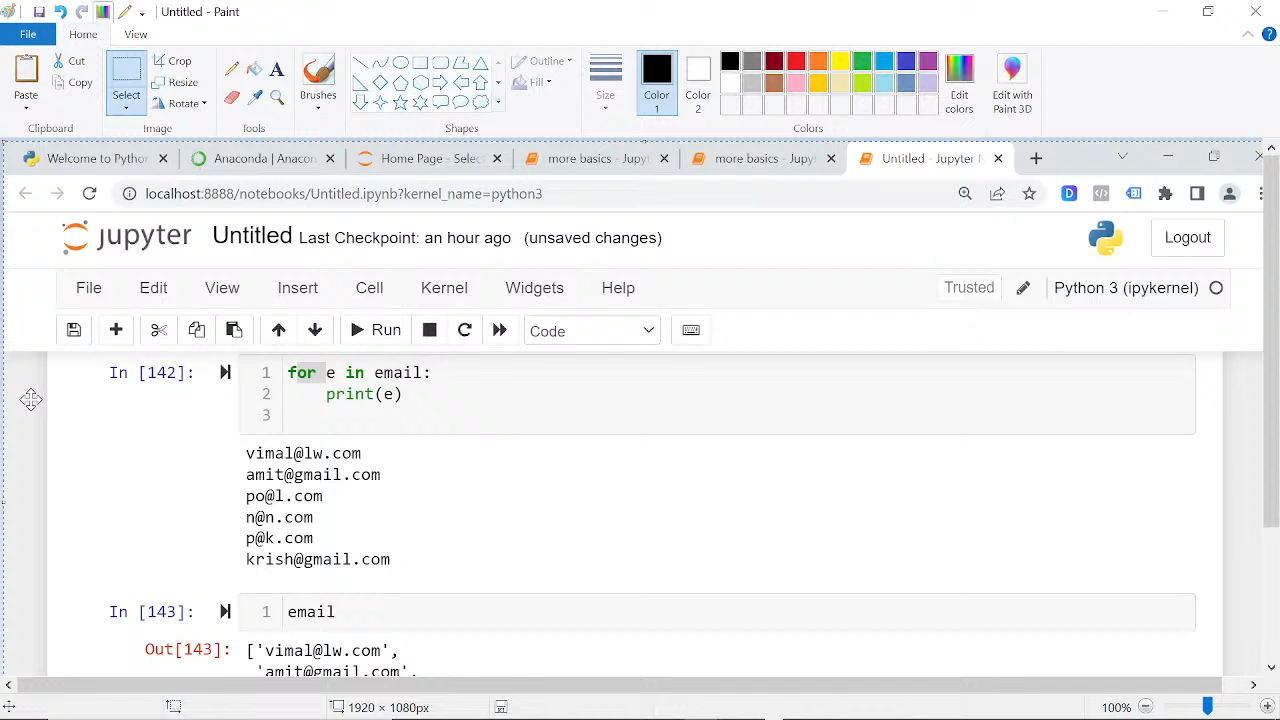 Untitled - Paint
File
Home
View
Paste
Cut
Copy
Clipboard
Select
Crop
Rotate
Image
Tools
Brushes
Outline
Fill
Shapes
Size
Color 1
Color 2
Edit colors
Edit with Paint 3D
Colors
Welcome to Pytho
Anaconda | Anacon
Home Page - Select
more basics - Jupyt
more basics - Jupyt
Untitled - Jupyter N
localhost:8888/notebooks/Untitled.ipynb?kernel_name=python3
jupyter Untitled Last Checkpoint: an hour ago (unsaved changes)
Logout
File Edit View Insert Cell Kernel Widgets Help
Trusted
Python 3 (ipykernel)
Run
Code
In [142]:
1 for e in email:
2     print(e)
3
vimal@lw.com
amit@gmail.com
po@l.com
n@n.com
p@k.com
krish@gmail.com
In [143]:
1 email
Out[143]: ['vimal@lw.com',
'amit@gmail.com',
1920 × 1080px
100%